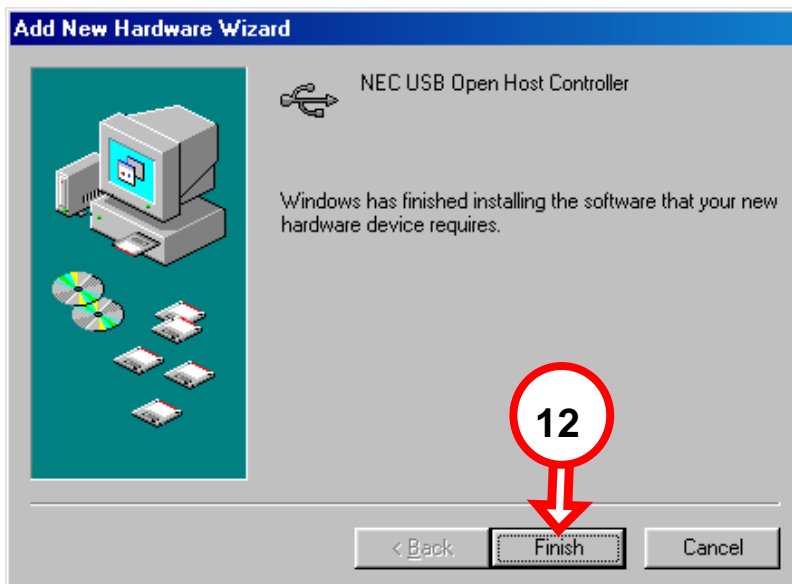 Add New Hardware Wizard
NEC USB Open Host Controller
Windows has finished installing the software that your new
hardware device requires.
12
< Back
Finish
Cancel